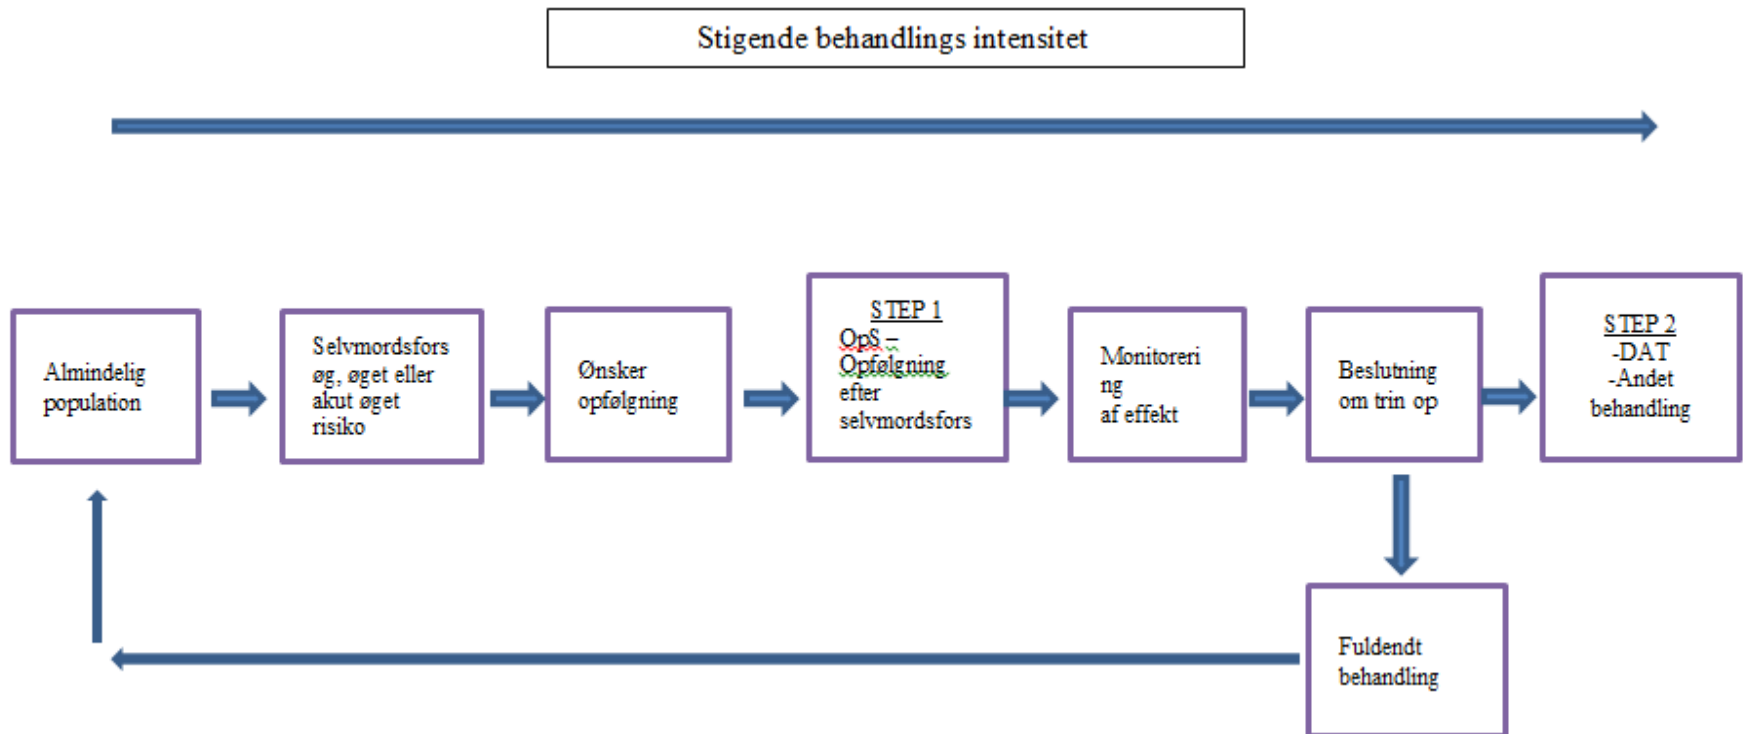 Stigende behandlings intensitet
Almindelig
population
Selvmordsfors
øg, øget eller
akut øget
risiko
Ønsker
opfølgning
STEP 1
OpS –
Opfølgning
efter
selvmordsfors
Monitoreri
ng
af effekt
Beslutning
om trin op
STEP 2
-DAT
-Andet
behandling
Fuldendt
behandling